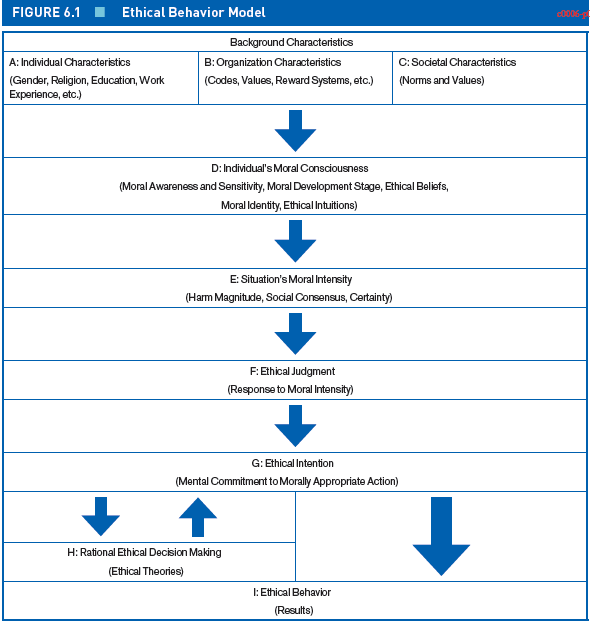 FIGURE 6.1 ■ Ethical Behavior Model
Background Characteristics
A: Individual Characteristics
(Gender, Religion, Education, Work
Experience, etc.)
B: Organization Characteristics
(Codes, Values, Reward Systems, etc.)
C: Societal Characteristics
(Norms and Values)
D: Individual's Moral Consciousness
(Moral Awareness and Sensitivity, Moral Development Stage, Ethical Beliefs,
Moral Identity, Ethical Intuitions)
E: Situation's Moral Intensity
(Harm Magnitude, Social Consensus, Certainty)
F: Ethical Judgment
(Response to Moral Intensity)
G: Ethical Intention
(Mental Commitment to Morally Appropriate Action)
H: Rational Ethical Decision Making
(Ethical Theories)
I: Ethical Behavior
(Results)